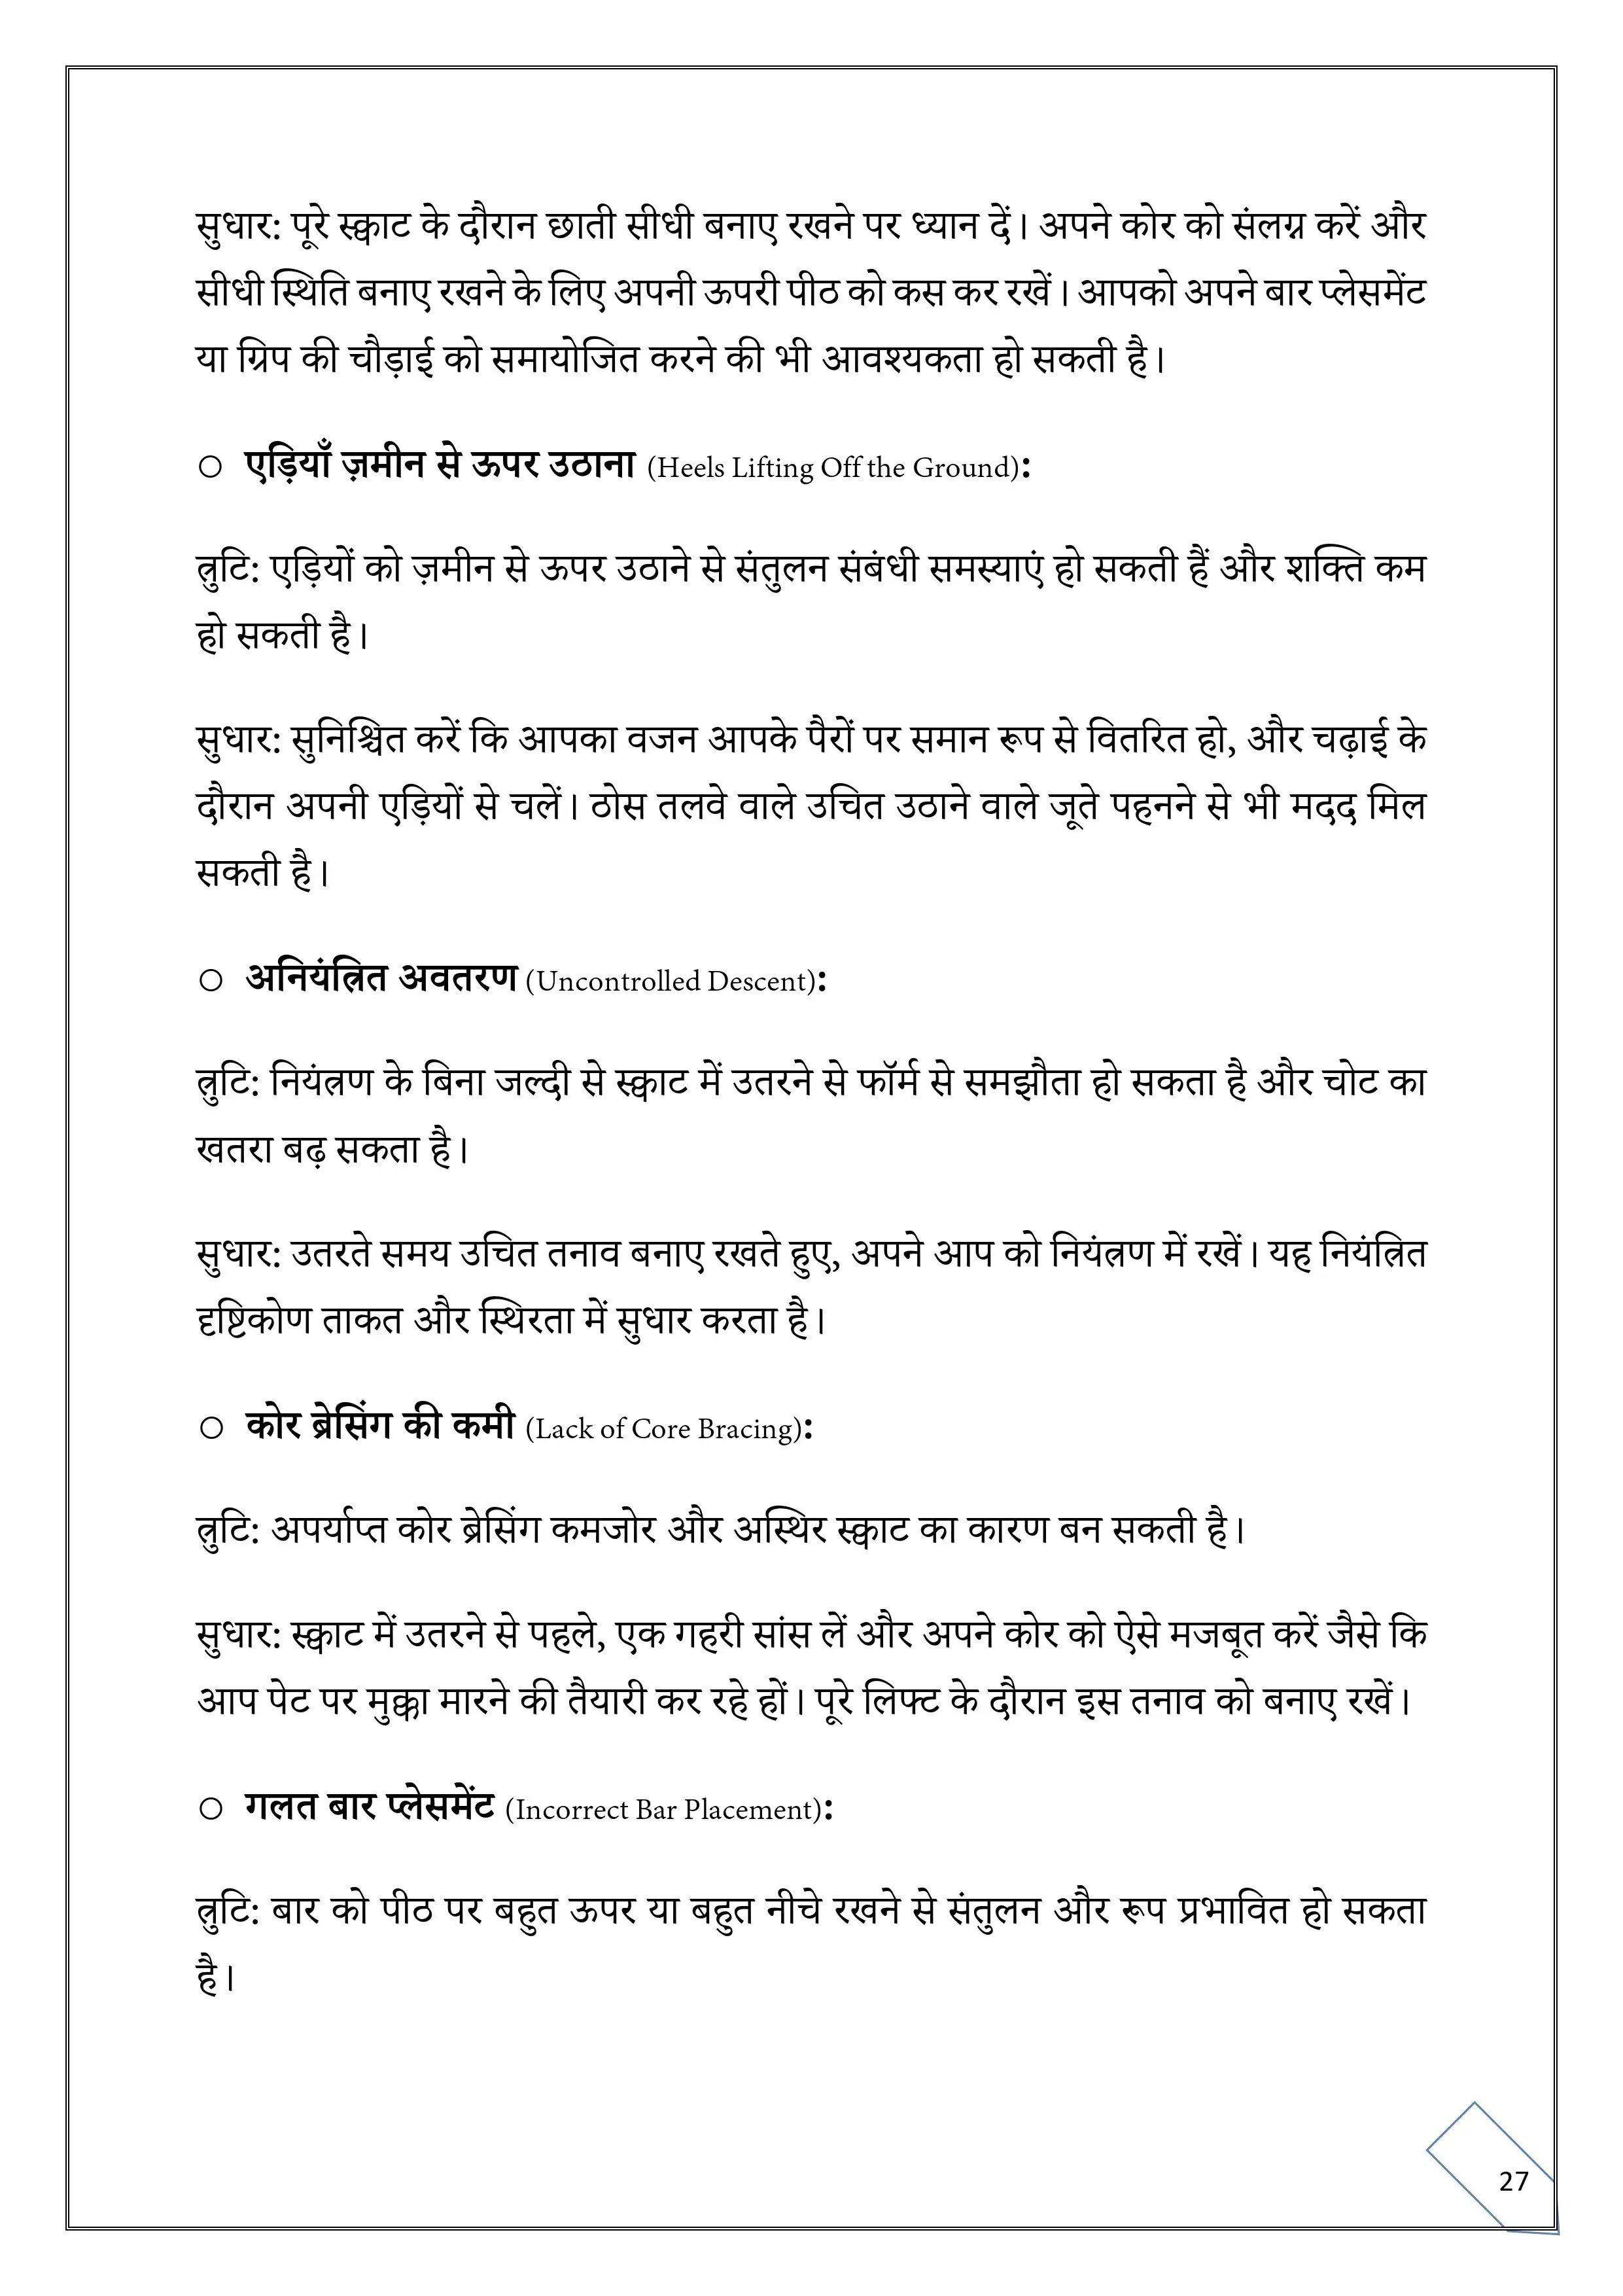 सुधार: पूरे स्क्वाट के दौरान छाती सीधी बनाए रखने पर ध्यान दें। अपने कोर को संलग्न करें और
सीधी स्थिति बनाए रखने के लिए अपनी ऊपरी पीठ को कस कर रखें। आपको अपने बार प्लेसमेंट
या ग्रिप की चौड़ाई को समायोजित करने की भी आवश्यकता हो सकती है।
○ एड़ियाँ ज़मीन से ऊपर उठाना (Heels Lifting Off the Ground):
त्रुटि: एड़ियों को ज़मीन से ऊपर उठाने से संतुलन संबंधी समस्याएं हो सकती हैं और शक्ति कम
हो सकती है।
सुधार: सुनिश्चित करें कि आपका वजन आपके पैरों पर समान रूप से वितरित हो, और चढ़ाई के
दौरान अपनी एड़ियों से चलें। ठोस तलवे वाले उचित उठाने वाले जूते पहनने से भी मदद मिल
सकती है।
○ अनियंत्रित अवतरण (Uncontrolled Descent):
त्रुटि: नियंत्रण के बिना जल्दी से स्क्वाट में उतरने से फॉर्म से समझौता हो सकता है और चोट का
खतरा बढ़ सकता है।
सुधार: उतरते समय उचित तनाव बनाए रखते हुए, अपने आप को नियंत्रण में रखें। यह नियंत्रित
दृष्टिकोण ताकत और स्थिरता में सुधार करता है।
○ कोर ब्रेसिंग की कमी (Lack of Core Bracing):
त्रुटि: अपर्याप्त कोर ब्रेसिंग कमजोर और अस्थिर स्क्वाट का कारण बन सकती है।
सुधार: स्क्वाट में उतरने से पहले, एक गहरी सांस लें और अपने कोर को ऐसे मजबूत करें जैसे कि
आप पेट पर मुक्का मारने की तैयारी कर रहे हों। पूरे लिफ्ट के दौरान इस तनाव को बनाए रखें।
○ गलत बार प्लेसमेंट (Incorrect Bar Placement):
त्रुटि: बार को पीठ पर बहुत ऊपर या बहुत नीचे रखने से संतुलन और रूप प्रभावित हो सकता
है।
27